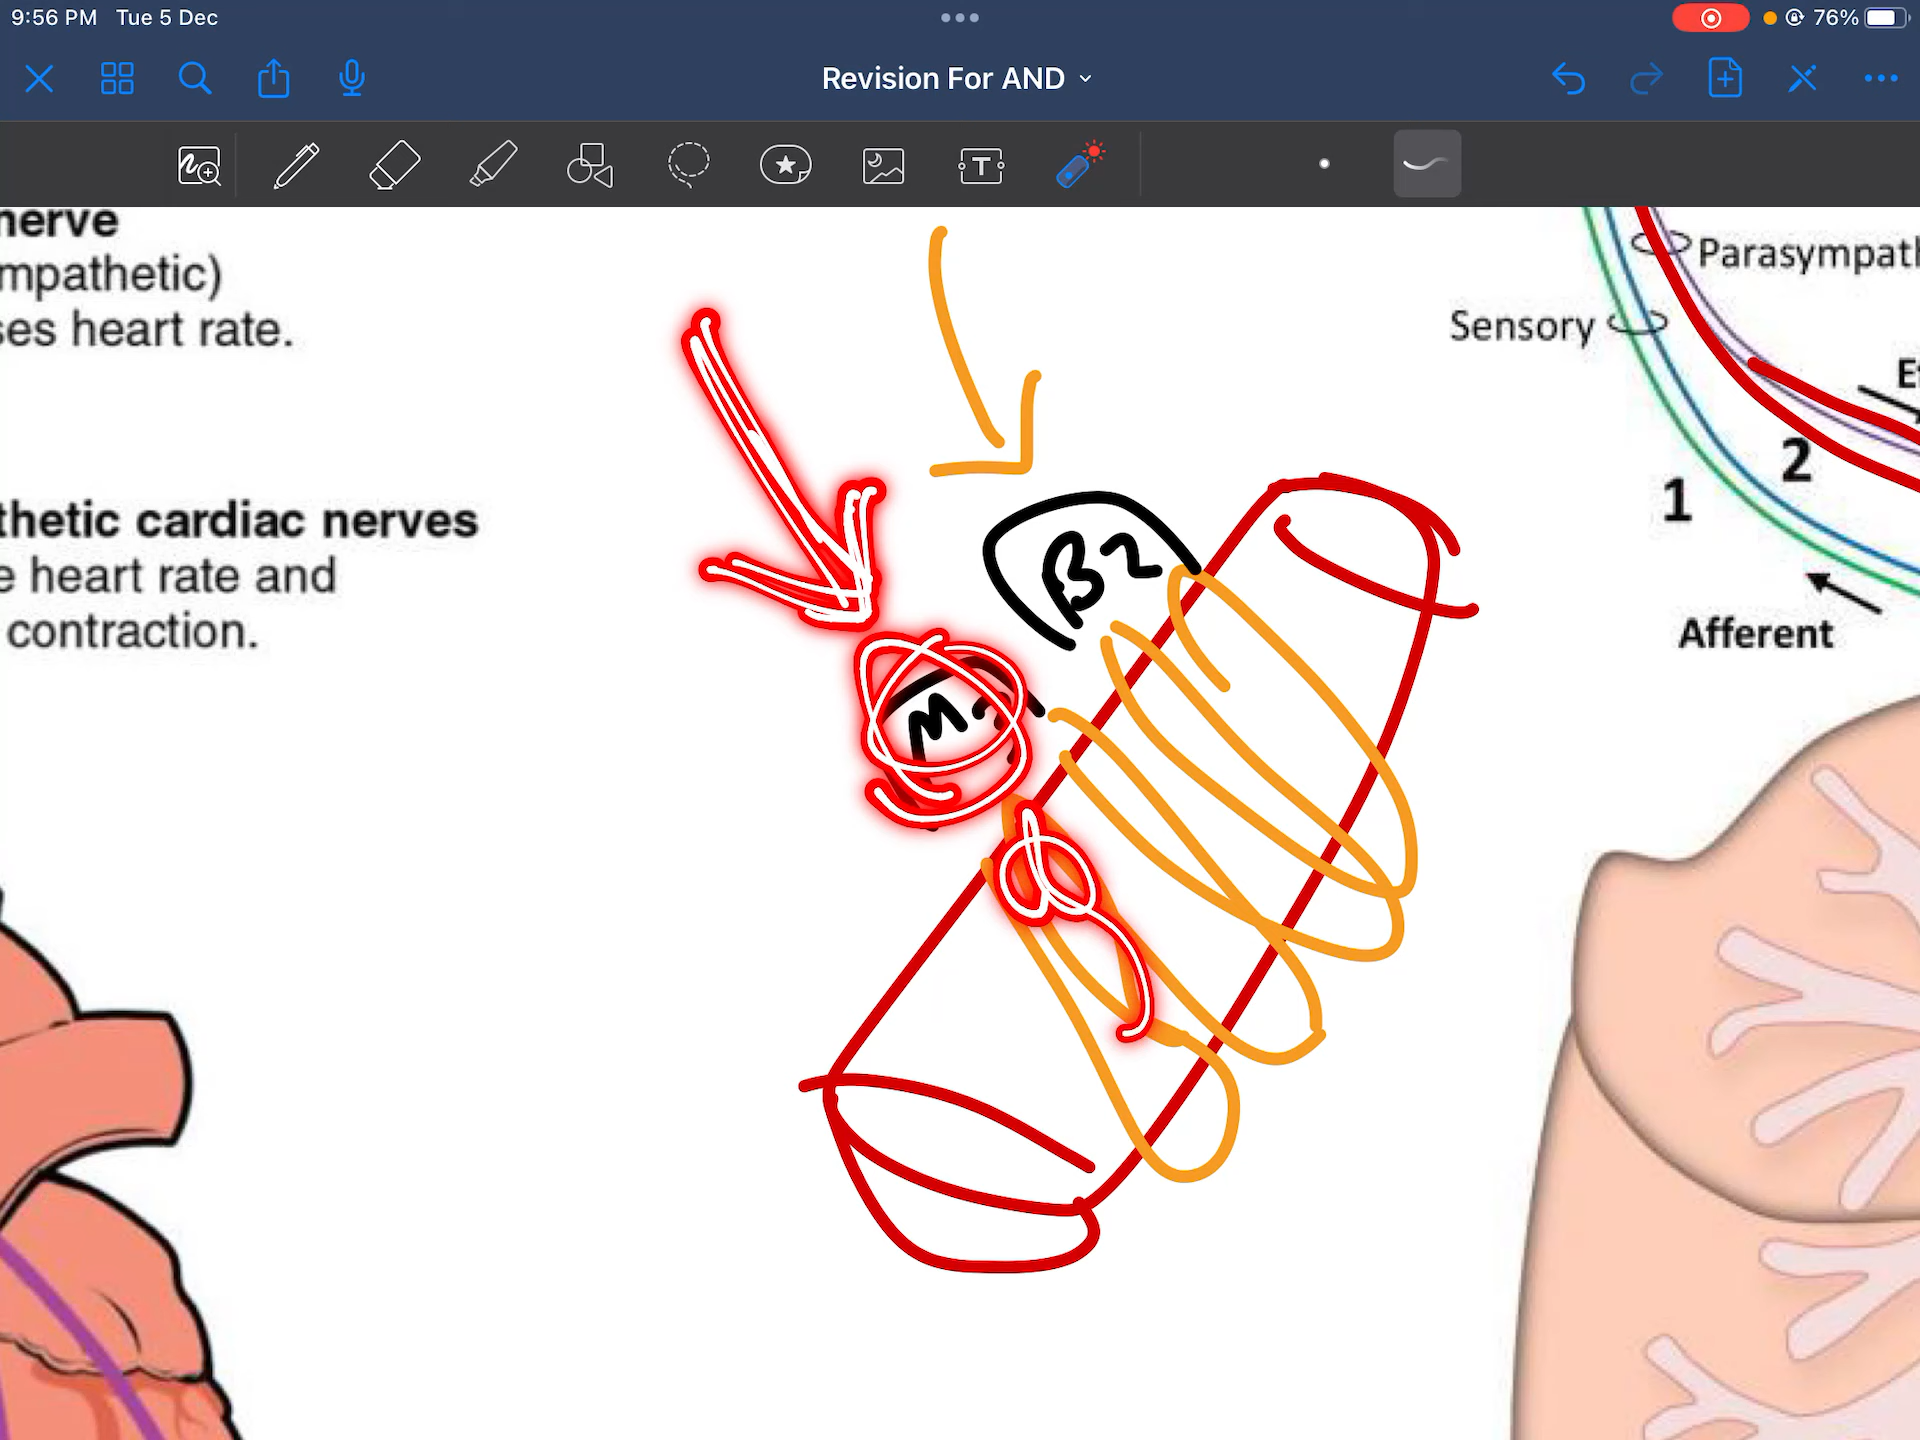 9:56 PM Tue 5 Dec
76%
Revision For AND
T
nerve
mpathetic)
ses heart rate.
thetic cardiac nerves
e heart rate and
contraction.
β2
Parasympath
Sensory
1
2
Afferent